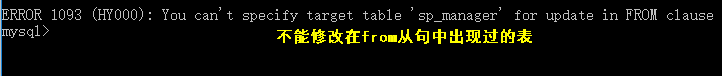 ERROR 1093 (HY000): You can't specify target table 'sp_manager' for update in FROM clause
mysql>
不能修改在from从句中出现过的表